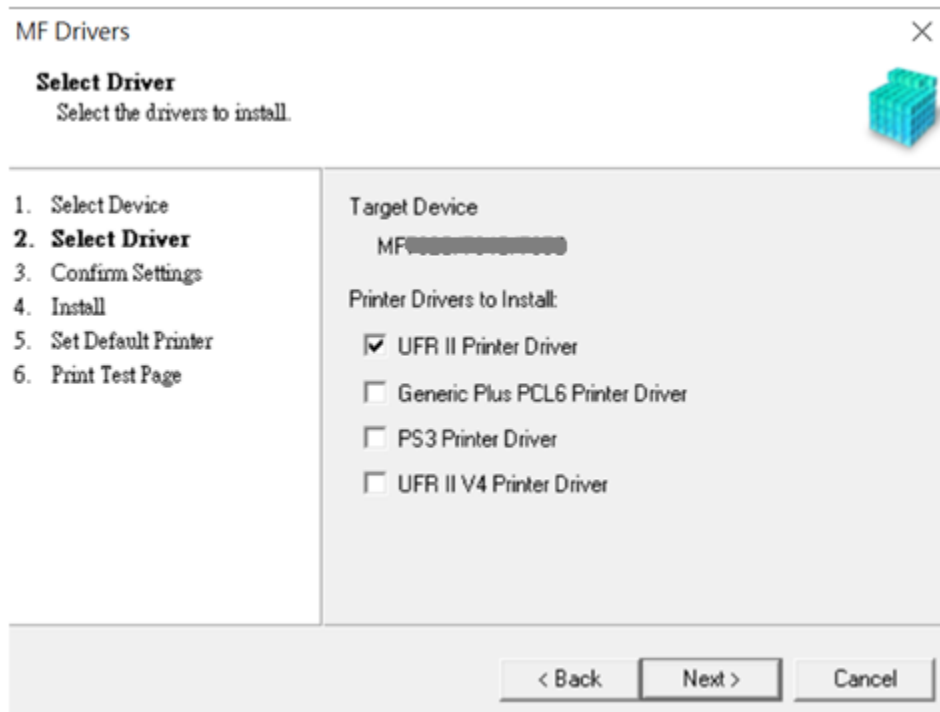 MF Drivers
Select Driver
Select the drivers to install.
1. Select Device
2. Select Driver
3. Confirm Settings
4. Install
5. Set Default Printer
6. Print Test Page
Target Device
MF
Printer Drivers to Install:
UFR II Printer Driver
Generic Plus PCL6 Printer Driver
PS3 Printer Driver
UFR II V4 Printer Driver
< Back
Next >
Cancel